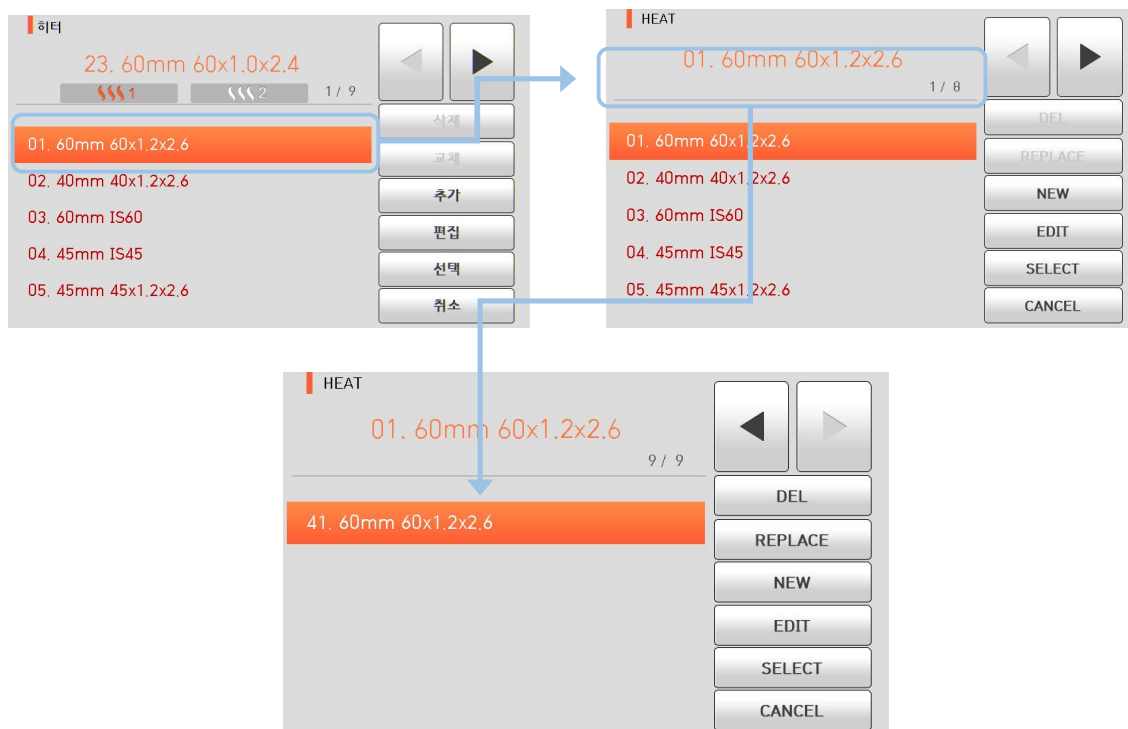 히터
23. 60mm 60x1.0x2.4
1 2 1 / 9
01. 60mm 60x1.2x2.6
02. 40mm 40x1.2x2.6
03. 60mm IS60
04. 45mm IS45
05. 45mm 45x1.2x2.6
삭제
교체
추가
편집
선택
취소
HEAT
01. 60mm 60x1.2x2.6
1 / 8
01. 60mm 60x1.2x2.6
02. 40mm 40x1.2x2.6
03. 60mm IS60
04. 45mm IS45
05. 45mm 45x1.2x2.6
DEL
REPLACE
NEW
EDIT
SELECT
CANCEL
HEAT
01. 60mm 60x1.2x2.6
9 / 9
41. 60mm 60x1.2x2.6
DEL
REPLACE
NEW
EDIT
SELECT
CANCEL